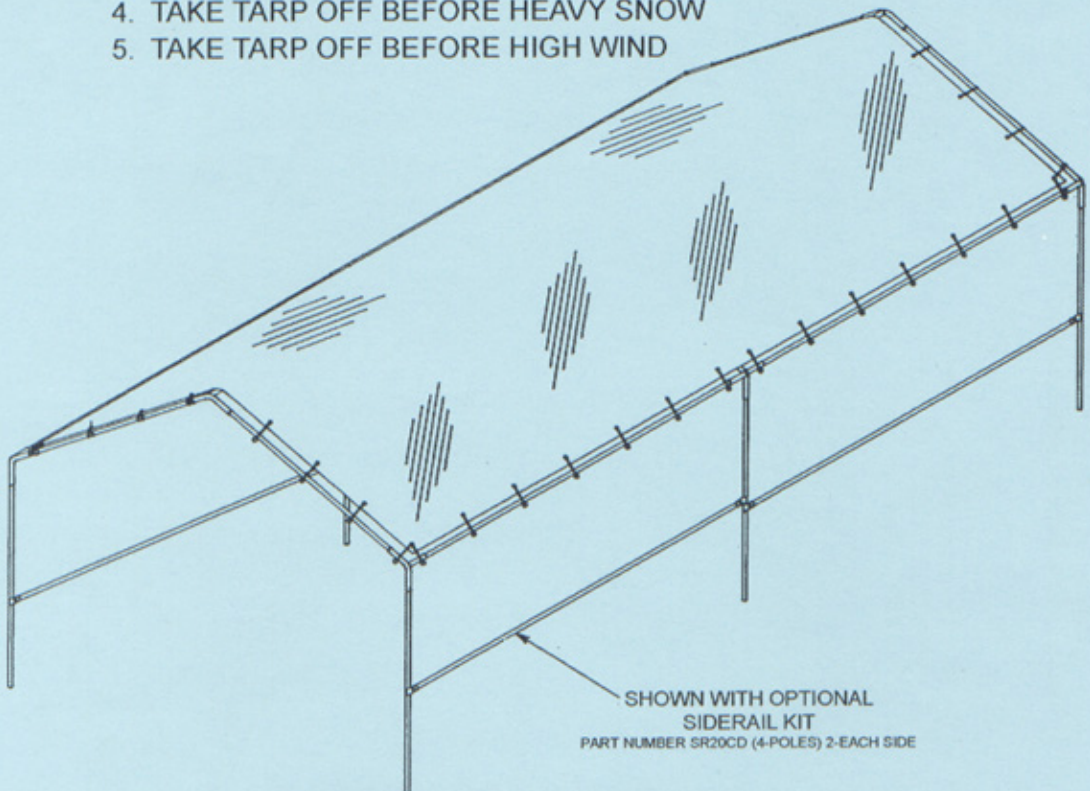 4. TAKE TARP OFF BEFORE HEAVY SNOW
5. TAKE TARP OFF BEFORE HIGH WIND
SHOWN WITH OPTIONAL
SIDERAIL KIT
PART NUMBER SR20CD (4-POLES) 2-EACH SIDE